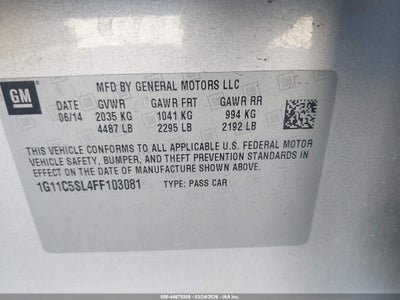 GM
MFD BY GENERAL MOTORS LLC
DATE GVWR GAWR FRT GAWR RR
06/14 2035 KG 1041 KG 994 KG
4487 LB 2295 LB 2192 LB
THIS VEHICLE CONFORMS TO ALL APPLICABLE U.S. FEDERAL MOTOR
VEHICLE SAFETY, BUMPER, AND THEFT PREVENTION STANDARDS IN
EFFECT ON THE DATE OF MANUFACTURE SHOWN ABOVE.
1G11C5SL4FF103081 TYPE: PASS CAR